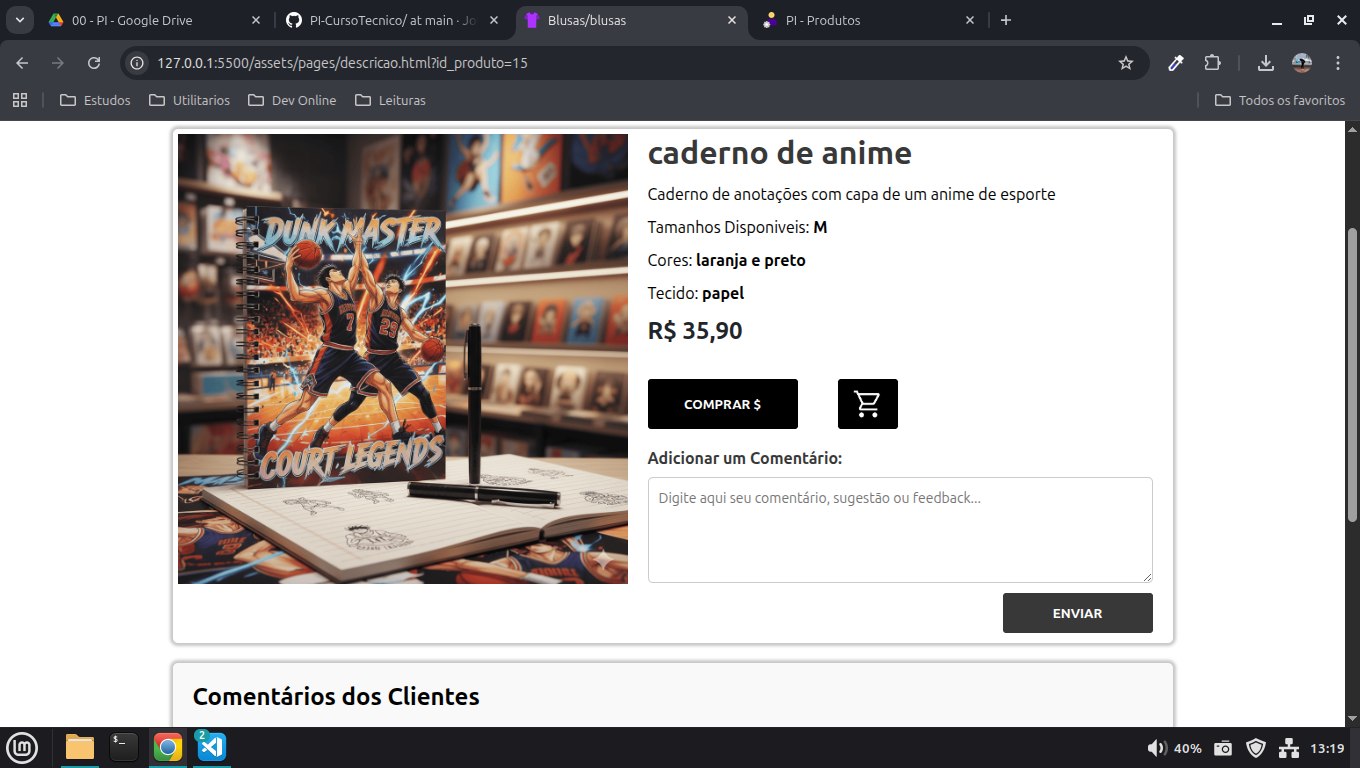 00 - PI - Google Drive
PI-CursoTecnico/ at main · Jo
Blusas/blusas
PI - Produtos
127.0.0.1:5500/assets/pages/descricao.html?id_produto=15
Estudos
Utilitarios
Dev Online
Leituras
Todos os favoritos
DUNK MASTER
7
23
COURT LEGENDS
caderno de anime
Caderno de anotações com capa de um anime de esporte
Tamanhos Disponiveis: M
Cores: laranja e preto
Tecido: papel
R$ 35,90
COMPRAR $
Adicionar um Comentário:
Digite aqui seu comentário, sugestão ou feedback...
ENVIAR
Comentários dos Clientes
$_
2
40%
13:19